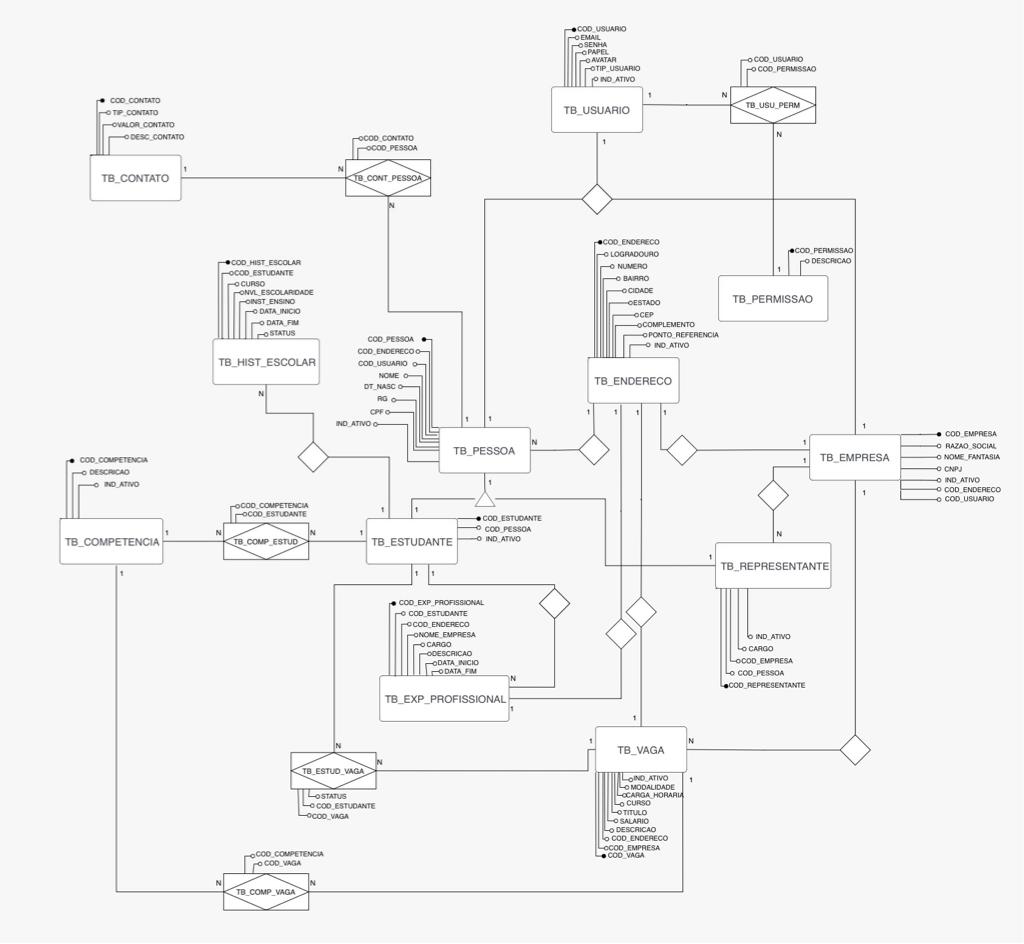 COD_USUARIO
EMAIL
SENHA
PAPEL
AVATAR
TIP_USUARIO
IND_ATIVO
TB_USUARIO
1
1
N
COD_USUARIO
COD_PERMISSAO
TB_USU_PERM
N
COD_CONTATO
TIP_CONTATO
VALOR_CONTATO
DESC_CONTATO
TB_CONTATO
1
N
COD_CONTATO
COD_PESSOA
TB_CONT_PESSOA
N
1
COD_PERMISSAO
DESCRICAO
TB_PERMISSAO
COD_ENDERECO
LOGRADOURO
NUMERO
BAIRRO
CIDADE
ESTADO
CEP
COMPLEMENTO
PONTO_REFERENCIA
IND_ATIVO
TB_ENDERECO
1
1
1
1
COD_HIST_ESCOLAR
COD_ESTUDANTE
CURSO
NVL_ESCOLARIDADE
INST_ENSINO
DATA_INICIO
DATA_FIM
STATUS
TB_HIST_ESCOLAR
N
COD_PESSOA
COD_ENDERECO
COD_USUARIO
NOME
DT_NASC
RG
CPF
IND_ATIVO
1
1
TB_PESSOA
N
1
1
1
TB_EMPRESA
1
1
COD_EMPRESA
RAZAO_SOCIAL
NOME_FANTASIA
CNPJ
IND_ATIVO
COD_ENDERECO
COD_USUARIO
COD_COMPETENCIA
DESCRICAO
IND_ATIVO
TB_COMPETENCIA
1
1
COD_COMPETENCIA
COD_ESTUDANTE
N
TB_COMP_ESTUD
N
1
1
1
TB_ESTUDANTE
COD_ESTUDANTE
COD_PESSOA
IND_ATIVO
1
1
N
1
TB_REPRESENTANTE
IND_ATIVO
CARGO
COD_EMPRESA
COD_PESSOA
COD_REPRESENTANTE
COD_EXP_PROFISSIONAL
COD_ESTUDANTE
COD_ENDERECO
NOME_EMPRESA
CARGO
DESCRICAO
DATA_INICIO
DATA_FIM
TB_EXP_PROFISSIONAL
N
1
1
1
TB_VAGA
N
1
IND_ATIVO
MODALIDADE
CARGA_HORARIA
CURSO
TITULO
SALARIO
DESCRICAO
COD_ENDERECO
COD_EMPRESA
COD_VAGA
N
TB_ESTUD_VAGA
N
STATUS
COD_ESTUDANTE
COD_VAGA
COD_COMPETENCIA
COD_VAGA
N
TB_COMP_VAGA
N